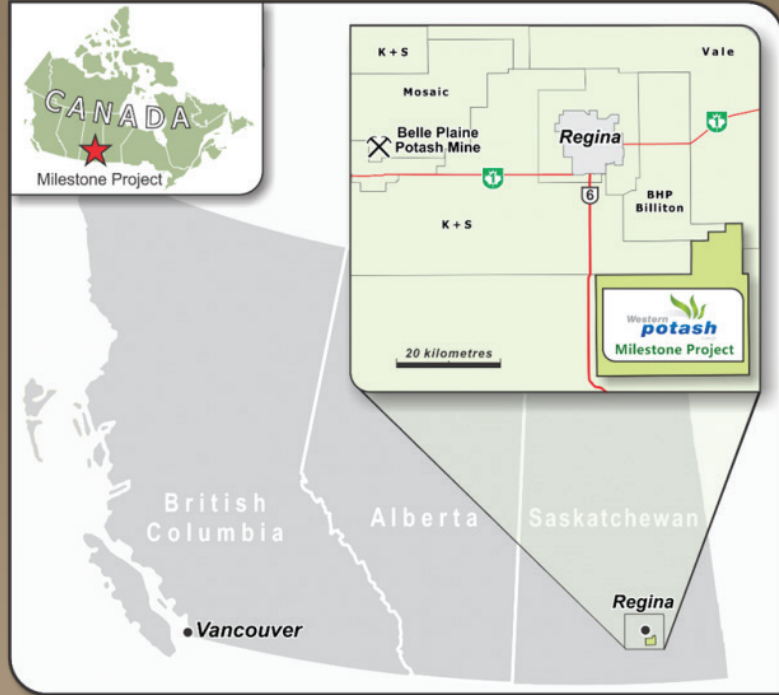 CANADA
Milestone Project
K + S
Vale
Mosaic
Belle Plaine
Potash Mine
Regina
1
1
6
BHP
Billiton
K + S
20 kilometres
Western
potash
Milestone Project
British
Columbia
Alberta
Saskatchewan
Regina
Vancouver